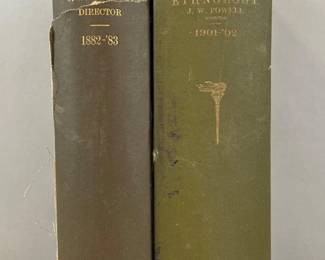 DIRECTOR
1882-'83
ETHNOLOGY
J. W. POWELL
1901-'02